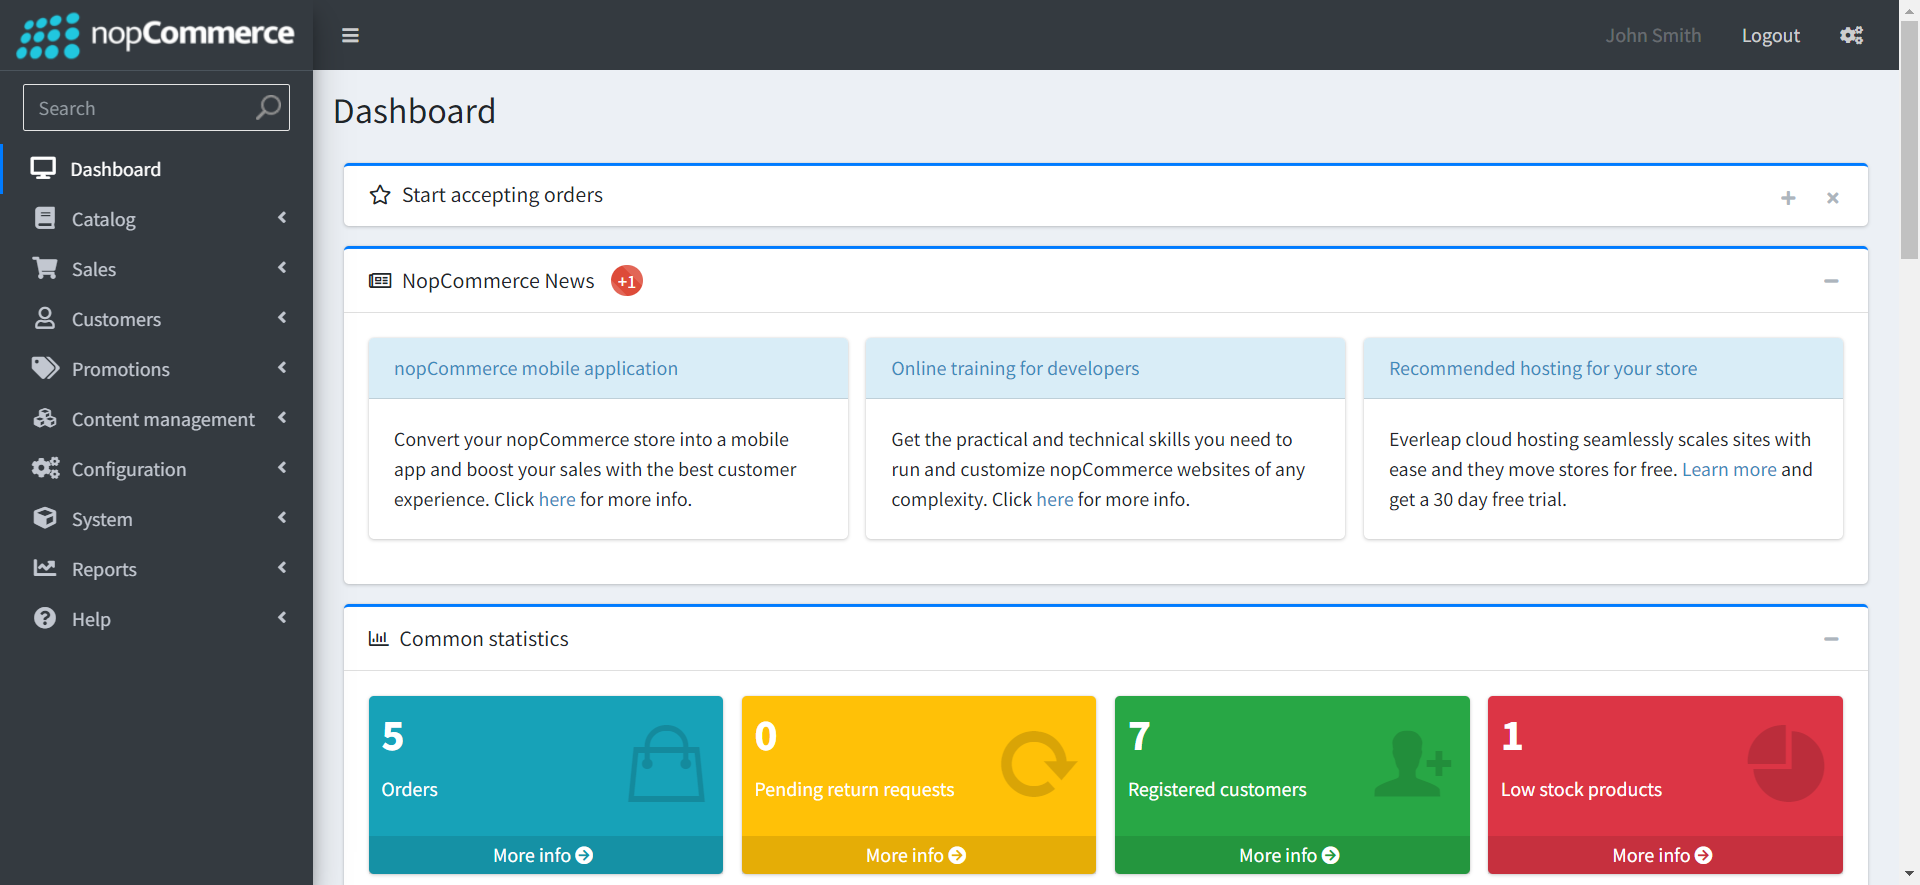 nopCommerce
John Smith
Logout
Search
Dashboard
Catalog
Sales
Customers
Promotions
Content management
Configuration
System
Reports
Help
Dashboard
Start accepting orders
NopCommerce News +1
nopCommerce mobile application
Convert your nopCommerce store into a mobile
app and boost your sales with the best customer
experience. Click here for more info.
Online training for developers
Get the practical and technical skills you need to
run and customize nopCommerce websites of any
complexity. Click here for more info.
Recommended hosting for your store
Everleap cloud hosting seamlessly scales sites with
ease and they move stores for free. Learn more and
get a 30 day free trial.
Common statistics
5
Orders
More info
0
Pending return requests
More info
7
Registered customers
More info
1
Low stock products
More info